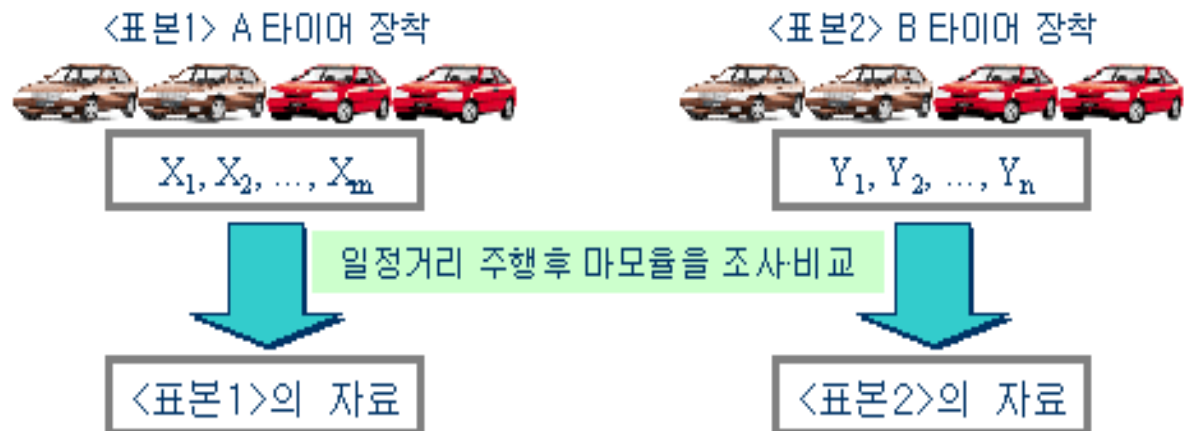 <표본1> A 타이어 장착
<표본2> B 타이어 장착
X1, X2, ..., Xm
Y1, Y2, ..., Yn
일정거리 주행후 마모율을 조사·비교
<표본1>의 자료
<표본2>의 자료